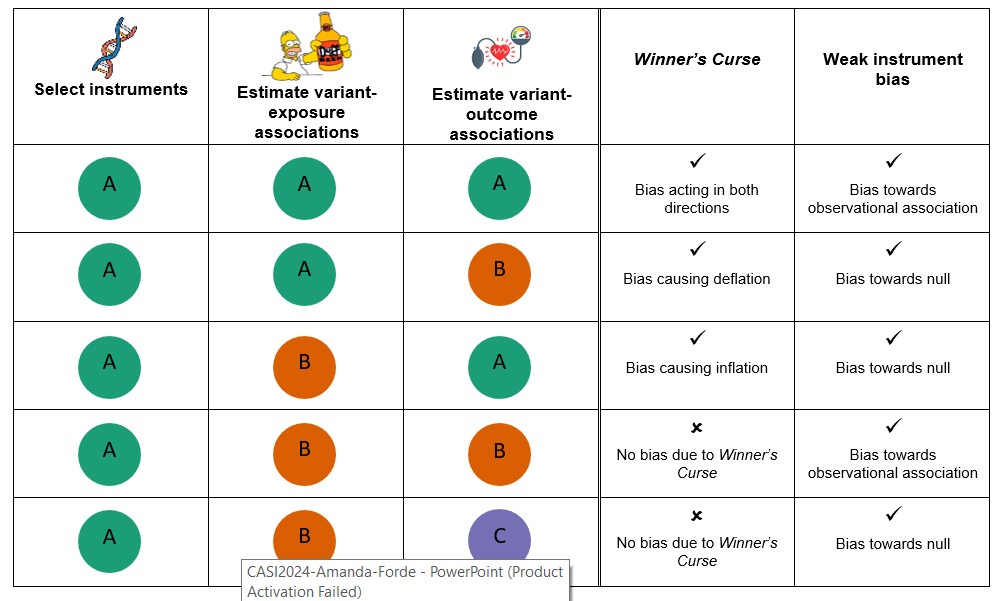 Select instruments
Estimate variant-
exposure
associations
Estimate variant-
outcome
associations
Winner's Curse
Weak instrument
bias
A
A
A
✓
Bias acting in both
directions
✓
Bias towards
observational association
A
A
B
✓
Bias causing deflation
✓
Bias towards null
A
B
A
✓
Bias causing inflation
✓
Bias towards null
A
B
B
✘
No bias due to Winner's
Curse
✓
Bias towards
observational association
A
B
C
✘
No bias due to Winner's
Curse
✓
Bias towards null
CASI2024-Amanda-Forde - PowerPoint (Product
Activation Failed)